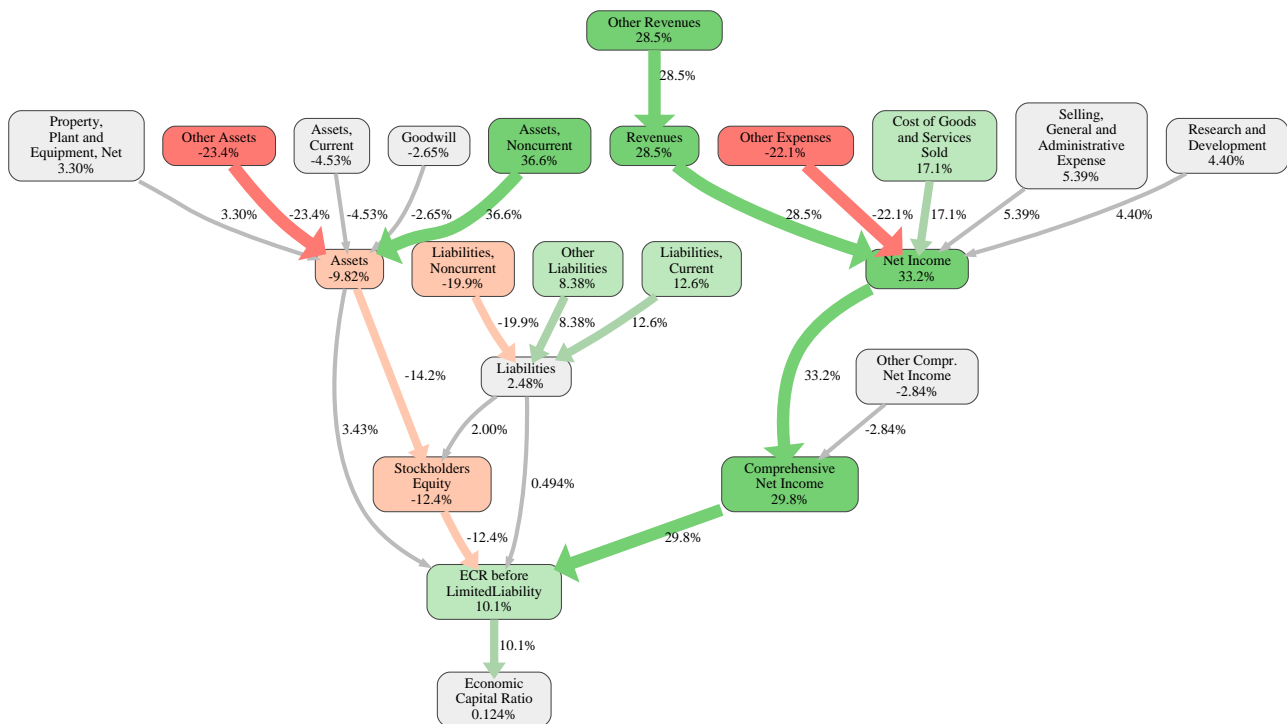 Other Revenues
28.5%
28.5%
Property,
Plant and
Equipment, Net
3.30%
Other Assets
-23.4%
Assets,
Current
-4.53%
Goodwill
-2.65%
Assets,
Noncurrent
36.6%
Revenues
28.5%
Other Expenses
-22.1%
Cost of Goods
and Services
Sold
17.1%
Selling,
General and
Administrative
Expense
5.39%
Research and
Development
4.40%
3.30%
-23.4%
-4.53%
-2.65%
36.6%
28.5%
-22.1%
17.1%
5.39%
4.40%
Assets
-9.82%
Liabilities,
Noncurrent
-19.9%
Other
Liabilities
8.38%
Liabilities,
Current
12.6%
Net Income
33.2%
-19.9%
8.38%
12.6%
Liabilities
2.48%
Other Compr.
Net Income
-2.84%
-14.2%
33.2%
3.43%
2.00%
-2.84%
Stockholders
Equity
-12.4%
0.494%
Comprehensive
Net Income
29.8%
-12.4%
29.8%
ECR before
LimitedLiability
10.1%
10.1%
Economic
Capital Ratio
0.124%